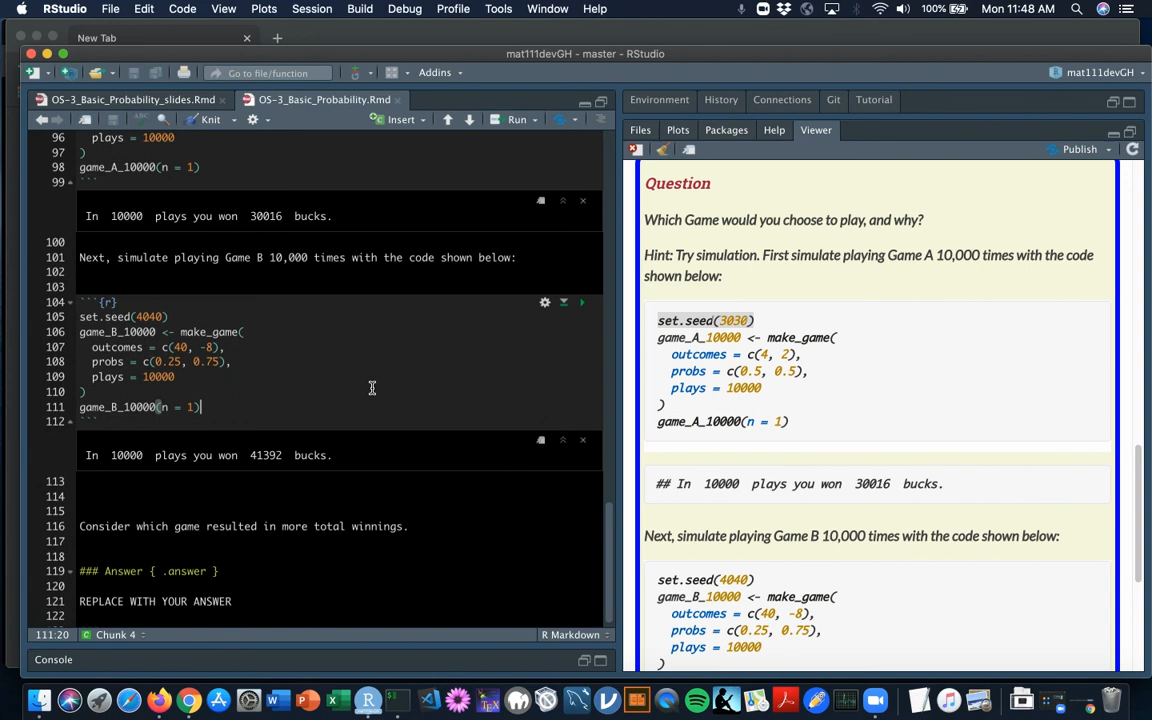 RStudio File Edit Code View Plots Session Build Debug Profile Tools Window Help 100% Mon 11:48 AM
New Tab
mat111devGH - master - RStudio
Go to file/function Addins mat111devGH
OS-3_Basic_Probability_slides.Rmd OS-3_Basic_Probability.Rmd
Environment History Connections Git Tutorial
Knit Insert Run
Files Plots Packages Help Viewer
Publish
96 plays = 10000
97 )
98 game_A_10000(n = 1)
99 ```
In 10000 plays you won 30016 bucks.
100
101 Next, simulate playing Game B 10,000 times with the code shown below:
102
103
104 ```{r}
105 set.seed(4040)
106 game_B_10000 <- make_game(
107 outcomes = c(40, -8),
108 probs = c(0.25, 0.75),
109 plays = 10000
110 )
111 game_B_10000(n = 1)
112 ```
In 10000 plays you won 41392 bucks.
113
114
115
116 Consider which game resulted in more total winnings.
117
118
119 ### Answer { .answer }
120
121 REPLACE WITH YOUR ANSWER
122
111:20 Chunk 4 R Markdown
Console
Question
Which Game would you choose to play, and why?
Hint: Try simulation. First simulate playing Game A 10,000 times with the code
shown below:
set.seed(3030)
game_A_10000 <- make_game(
outcomes = c(4, 2),
probs = c(0.5, 0.5),
plays = 10000
)
game_A_10000(n = 1)
## In 10000 plays you won 30016 bucks.
Next, simulate playing Game B 10,000 times with the code shown below:
set.seed(4040)
game_B_10000 <- make_game(
outcomes = c(40, -8),
probs = c(0.25, 0.75),
plays = 10000
)